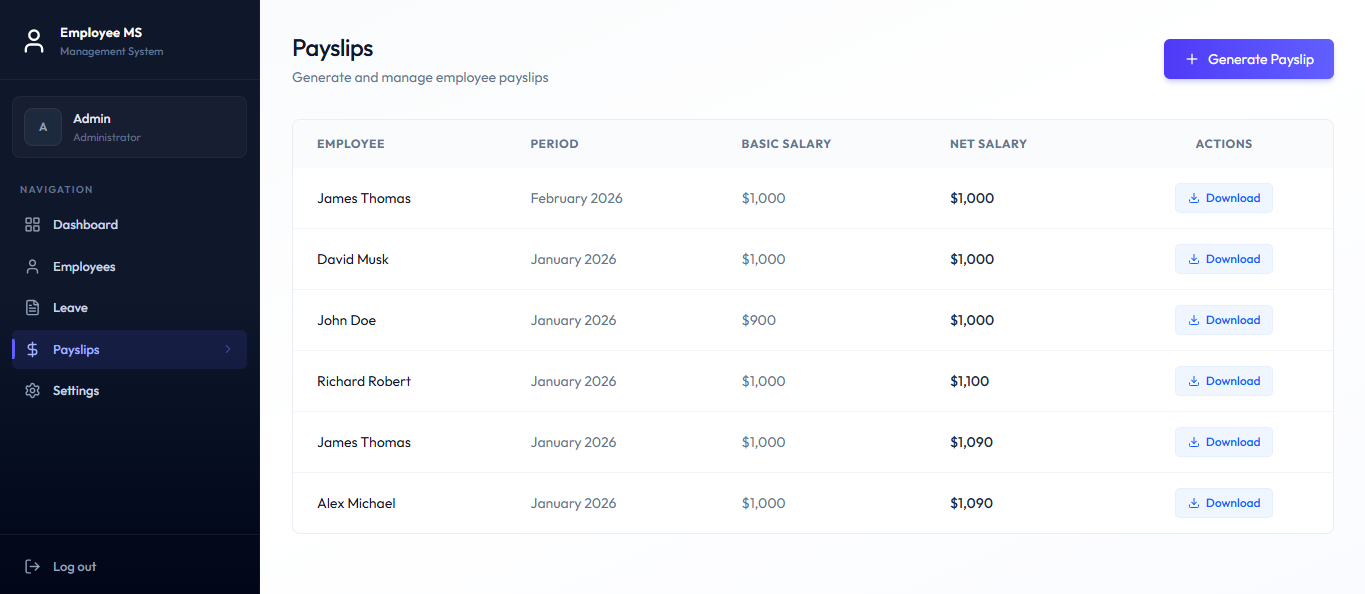 Employee MS
Management System
A
Admin
Administrator
NAVIGATION
Dashboard
Employees
Leave
Payslips
Settings
Log out
Payslips
Generate and manage employee payslips
Generate Payslip
EMPLOYEE PERIOD BASIC SALARY NET SALARY ACTIONS
James Thomas February 2026 $1,000 $1,000 Download
David Musk January 2026 $1,000 $1,000 Download
John Doe January 2026 $900 $1,000 Download
Richard Robert January 2026 $1,000 $1,100 Download
James Thomas January 2026 $1,000 $1,090 Download
Alex Michael January 2026 $1,000 $1,090 Download